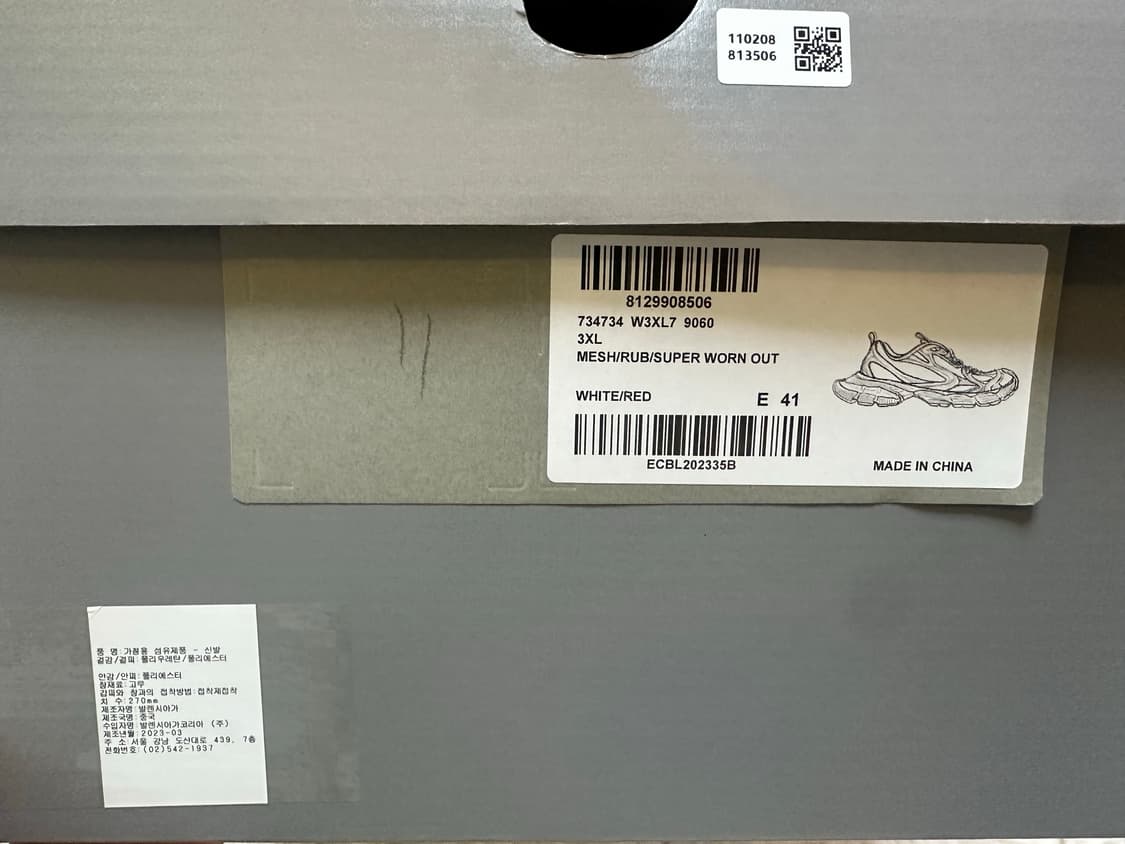 110208
813506
8129908506
734734 W3XL7 9060
3XL
MESH/RUB/SUPER WORN OUT
WHITE/RED E 41
ECBL202335B
MADE IN CHINA
품 명:가정용 섬유제품 - 신발
겉감/겉피:폴리우레탄/폴리에스터
안감/안피:폴리에스터
창재료:고무
갑피와 창과의 접착방법:접착제접착
치 수:270mm
제조자명:발렌시아가
제조국명:중국
수입자명:발렌시아가코리아 (주)
제조년월:2023-03
주 소:서울 강남 도산대로 439, 7층
전화번호:(02)542-1937